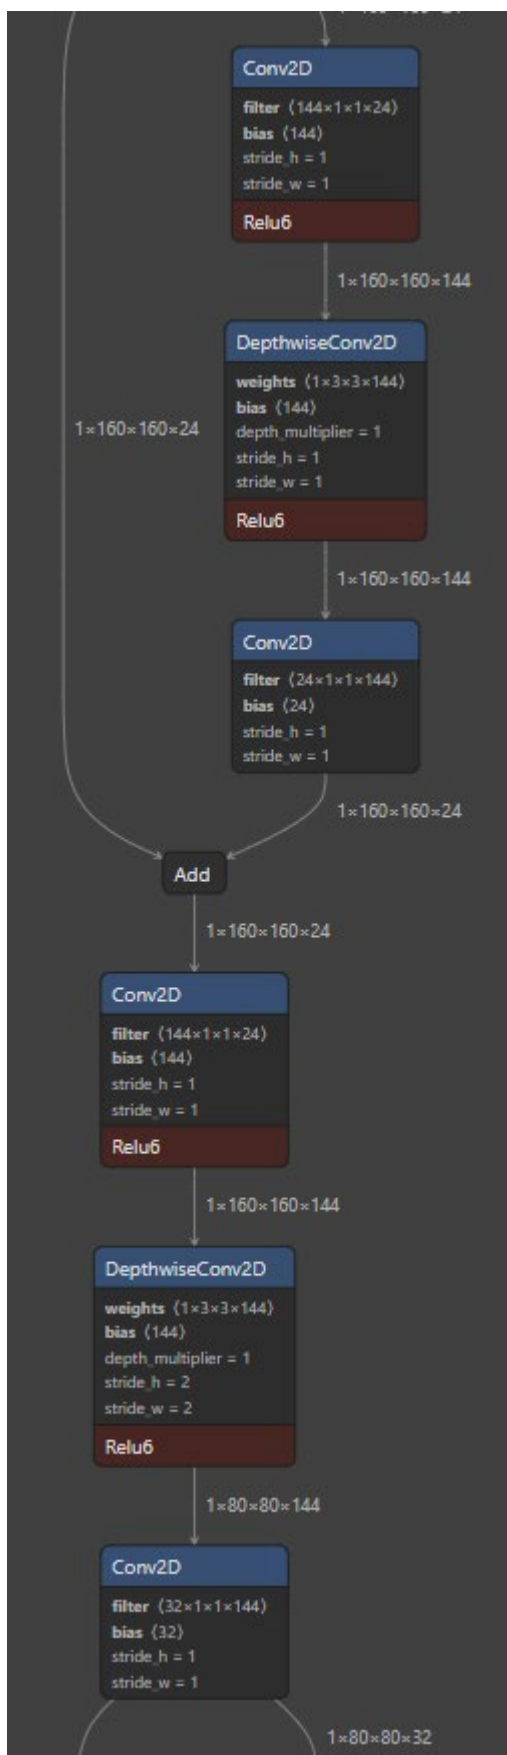 Conv2D
filter ⟨144×1×1×24⟩
bias ⟨144⟩
stride_h = 1
stride_w = 1
Relu6
1×160×160×144
DepthwiseConv2D
weights ⟨1×3×3×144⟩
1×160×160×24
bias ⟨144⟩
depth_multiplier = 1
stride_h = 1
stride_w = 1
Relu6
1×160×160×144
Conv2D
filter ⟨24×1×1×144⟩
bias ⟨24⟩
stride_h = 1
stride_w = 1
1×160×160×24
Add
1×160×160×24
Conv2D
filter ⟨144×1×1×24⟩
bias ⟨144⟩
stride_h = 1
stride_w = 1
Relu6
1×160×160×144
DepthwiseConv2D
weights ⟨1×3×3×144⟩
bias ⟨144⟩
depth_multiplier = 1
stride_h = 2
stride_w = 2
Relu6
1×80×80×144
Conv2D
filter ⟨32×1×1×144⟩
bias ⟨32⟩
stride_h = 1
stride_w = 1
1×80×80×32